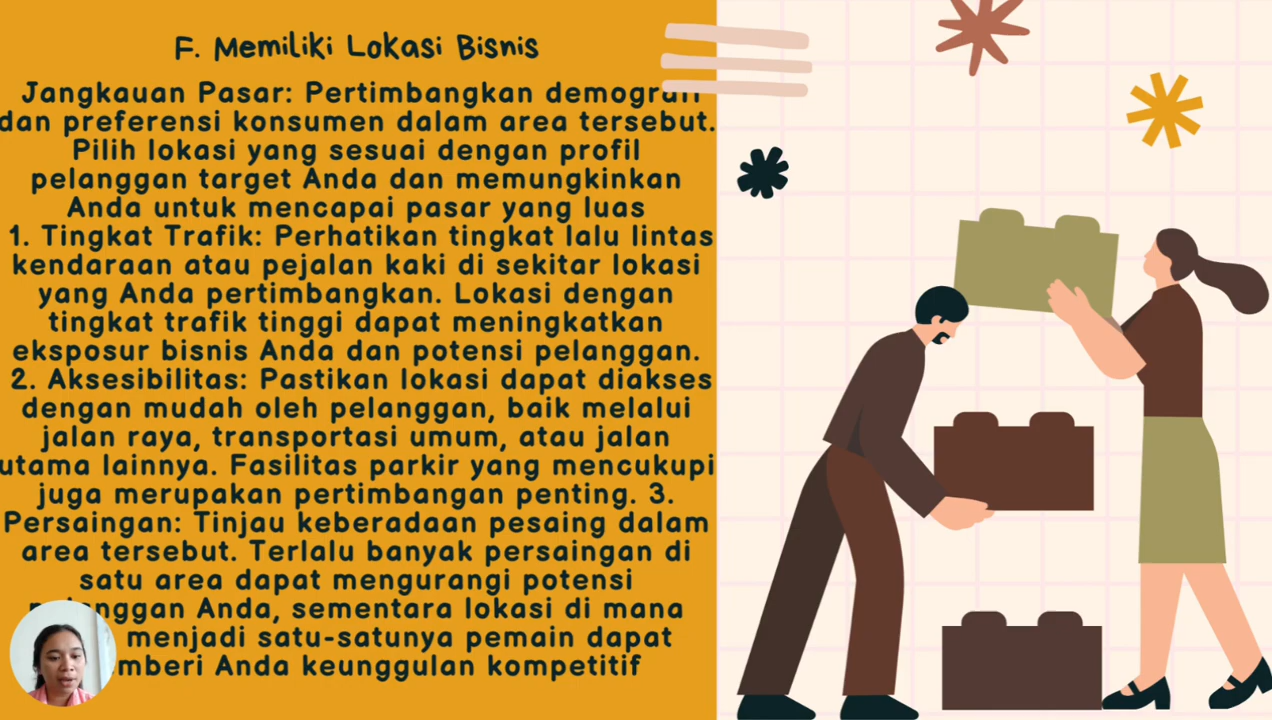 F. Memiliki Lokasi Bisnis
Jangkauan Pasar: Pertimbangkan demografi
dan preferensi konsumen dalam area tersebut.
Pilih lokasi yang sesuai dengan profil
pelanggan target Anda dan memungkinkan
Anda untuk mencapai pasar yang luas
1. Tingkat Trafik: Perhatikan tingkat lalu lintas
kendaraan atau pejalan kaki di sekitar lokasi
yang Anda pertimbangkan. Lokasi dengan
tingkat trafik tinggi dapat meningkatkan
eksposur bisnis Anda dan potensi pelanggan.
2. Aksesibilitas: Pastikan lokasi dapat diakses
dengan mudah oleh pelanggan, baik melalui
jalan raya, transportasi umum, atau jalan
utama lainnya. Fasilitas parkir yang mencukupi
juga merupakan pertimbangan penting. 3.
Persaingan: Tinjau keberadaan pesaing dalam
area tersebut. Terlalu banyak persaingan di
satu area dapat mengurangi potensi
Anda, sementara lokasi di mana
menjadi satu-satunya pemain dapat
Anda keunggulan kompetitif